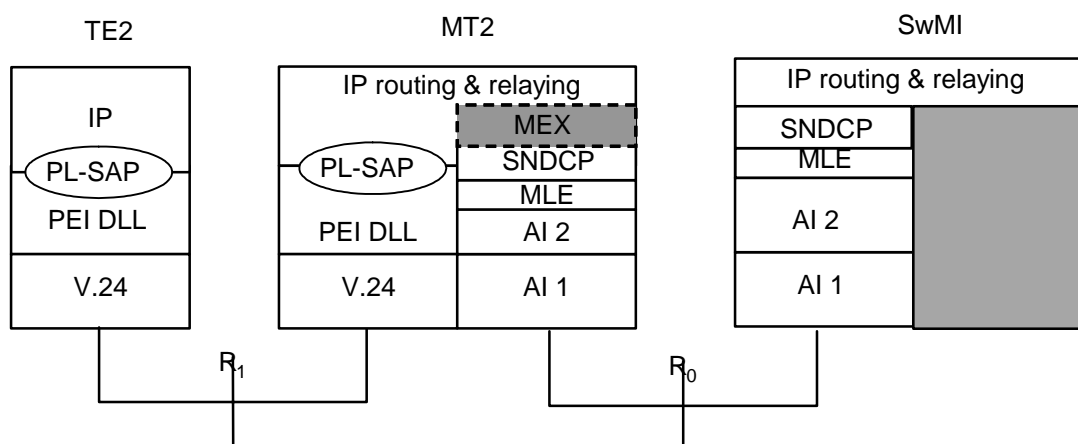 TE2
MT2
SwMI
IP
PL-SAP
PEI DLL
V.24
IP routing & relaying
MEX
SNDCP
PL-SAP
MLE
PEI DLL
AI 2
V.24
AI 1
IP routing & relaying
SNDCP
MLE
AI 2
AI 1
R1
R0